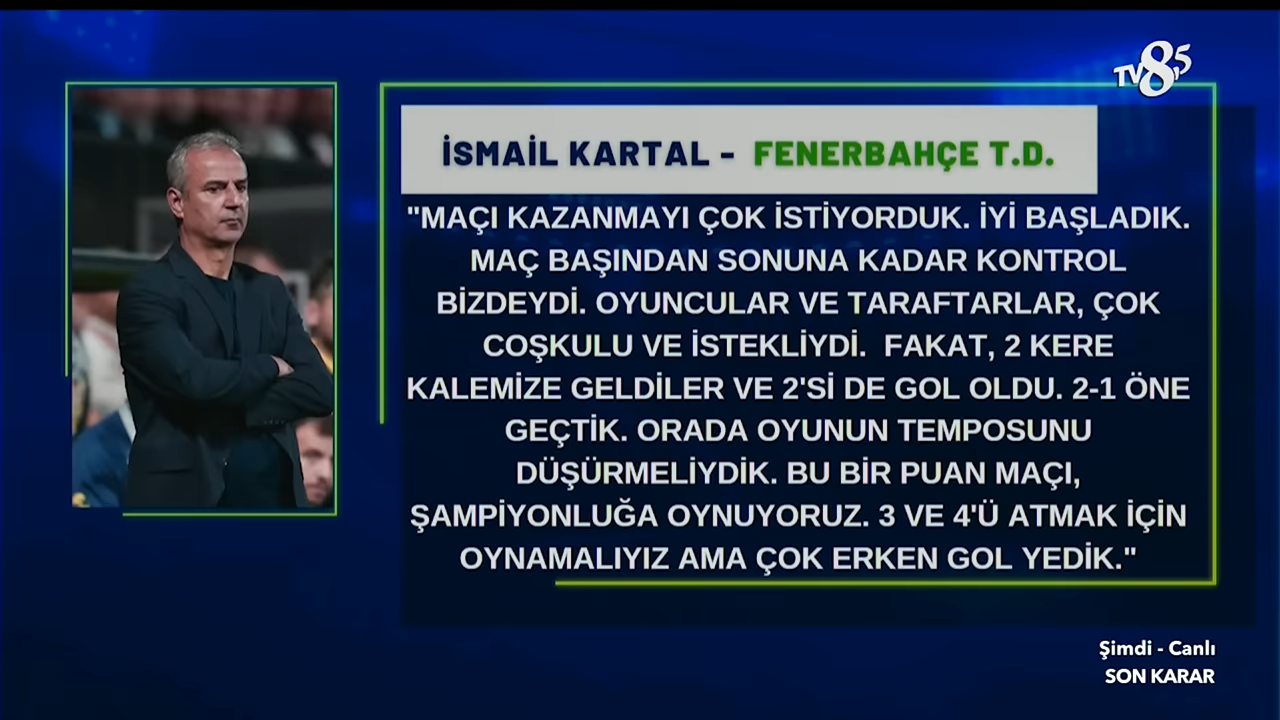 TV8,5
İSMAİL KARTAL - FENERBAHÇE T.D.
"MAÇI KAZANMAYI ÇOK İSTİYORDUK. İYİ BAŞLADIK.
MAÇ BAŞINDAN SONUNA KADAR KONTROL
BİZDEYDİ. OYUNCULAR VE TARAFTARLAR, ÇOK
COŞKULU VE İSTEKLİYDİ. FAKAT, 2 KERE
KALEMİZE GELDİLER VE 2'Sİ DE GOL OLDU. 2-1 ÖNE
GEÇTİK. ORADA OYUNUN TEMPOSUNU
DÜŞÜRMELİYDİK. BU BİR PUAN MAÇI,
ŞAMPİYONLUĞA OYNUYORUZ. 3 VE 4'Ü ATMAK İÇİN
OYNAMALIYIZ AMA ÇOK ERKEN GOL YEDİK."
Şimdi - Canlı
SON KARAR